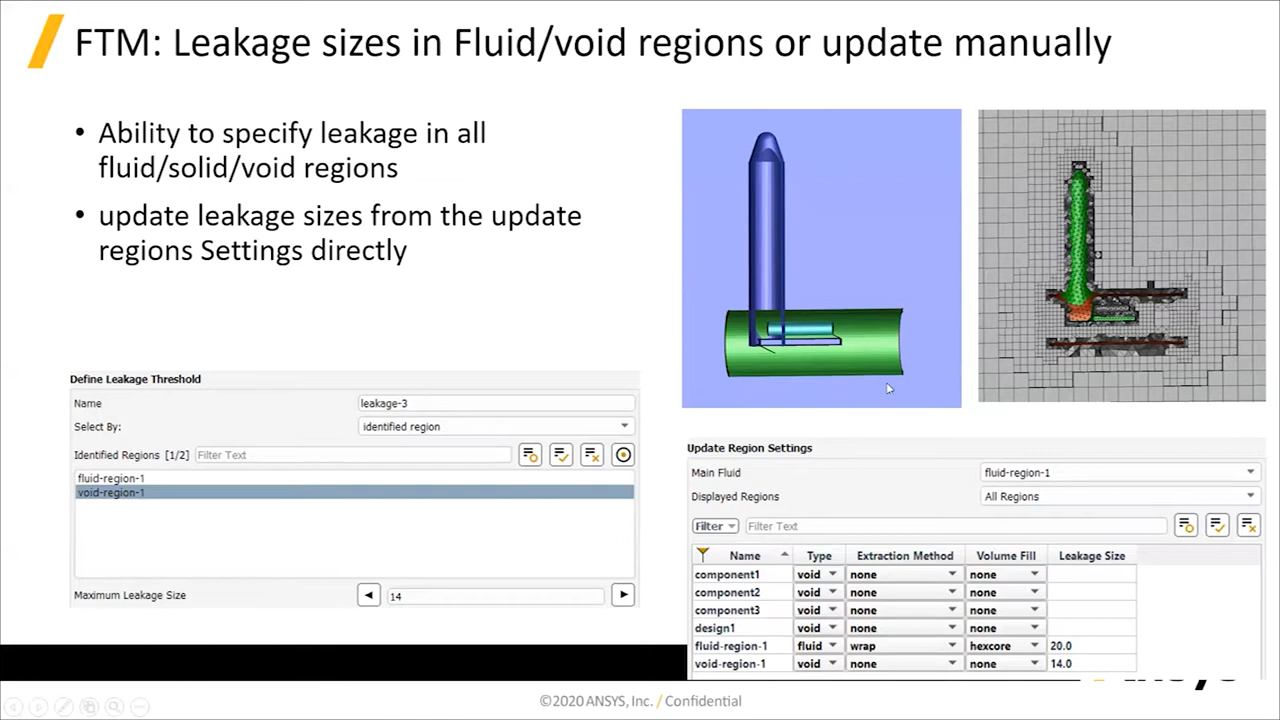 FTM: Leakage sizes in Fluid/void regions or update manually
• Ability to specify leakage in all
fluid/solid/void regions
• update leakage sizes from the update
regions Settings directly
Define Leakage Threshold
Name leakage-3
Select By: identified region
Identified Regions [1/2] Filter Text
fluid-region-1
void-region-1
Maximum Leakage Size 14
Update Region Settings
Main Fluid fluid-region-1
Displayed Regions All Regions
Filter Filter Text
Name Type Extraction Method Volume Fill Leakage Size
component1 void none none
component2 void none none
component3 void none none
design1 void none none
fluid-region-1 fluid wrap hexcore 20.0
void-region-1 void none none 14.0
©2020 ANSYS, Inc. / Confidential